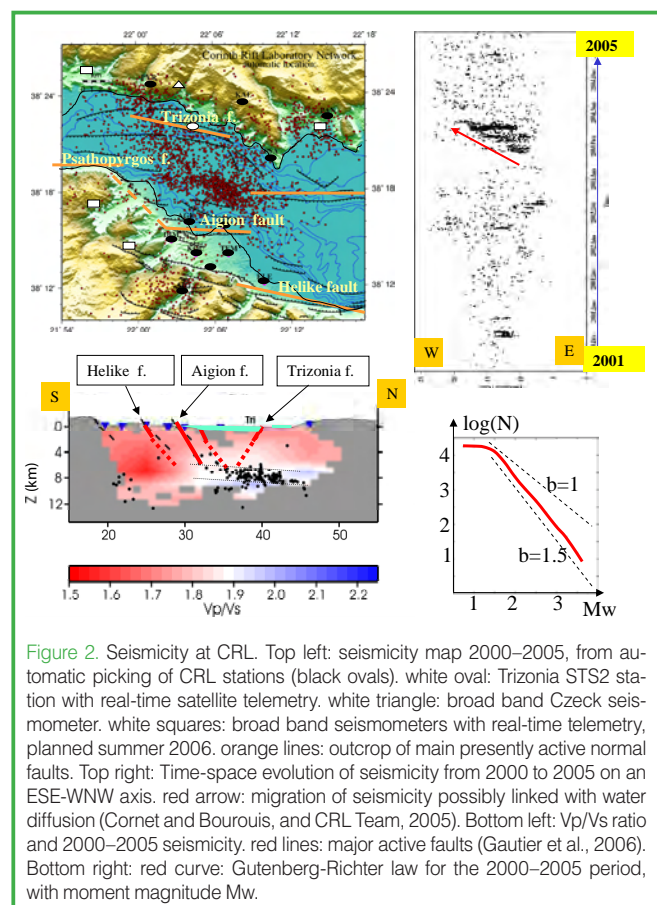 22 00' 22 06' 22 12' 22 18'
Corinth Rift Laboratory Network
automatic location
38 24'
38 24'
Trizonia f.
Psathopyrgos f.
38 18'
38 18'
Aigion fault
38 12'
Helike fault
38 12'
21 54' 22 00' 22 06' 22 12'
2005
W E
2001
Helike f. Aigion f. Trizonia f.
S N
Tri
Z (km)
0
4
8
12
20 30 40 50
1.5 1.6 1.7 1.8 1.9 2.0 2.1 2.2
Vp/Vs
log(N)
4
3
2
1
b=1
b=1.5
1 2 3 Mw
Figure 2. Seismicity at CRL. Top left: seismicity map 2000–2005, from au-
tomatic picking of CRL stations (black ovals). white oval: Trizonia STS2 sta-
tion with real-time satellite telemetry. white triangle: broad band Czeck seis-
mometer. white squares: broad band seismometers with real-time telemetry,
planned summer 2006. orange lines: outcrop of main presently active normal
faults. Top right: Time-space evolution of seismicity from 2000 to 2005 on an
ESE-WNW axis. red arrow: migration of seismicity possibly linked with water
diffusion (Cornet and Bourouis, and CRL Team, 2005). Bottom left: Vp/Vs ratio
and 2000–2005 seismicity. red lines: major active faults (Gautier et al., 2006).
Bottom right: red curve: Gutenberg-Richter law for the 2000–2005 period,
with moment magnitude Mw.